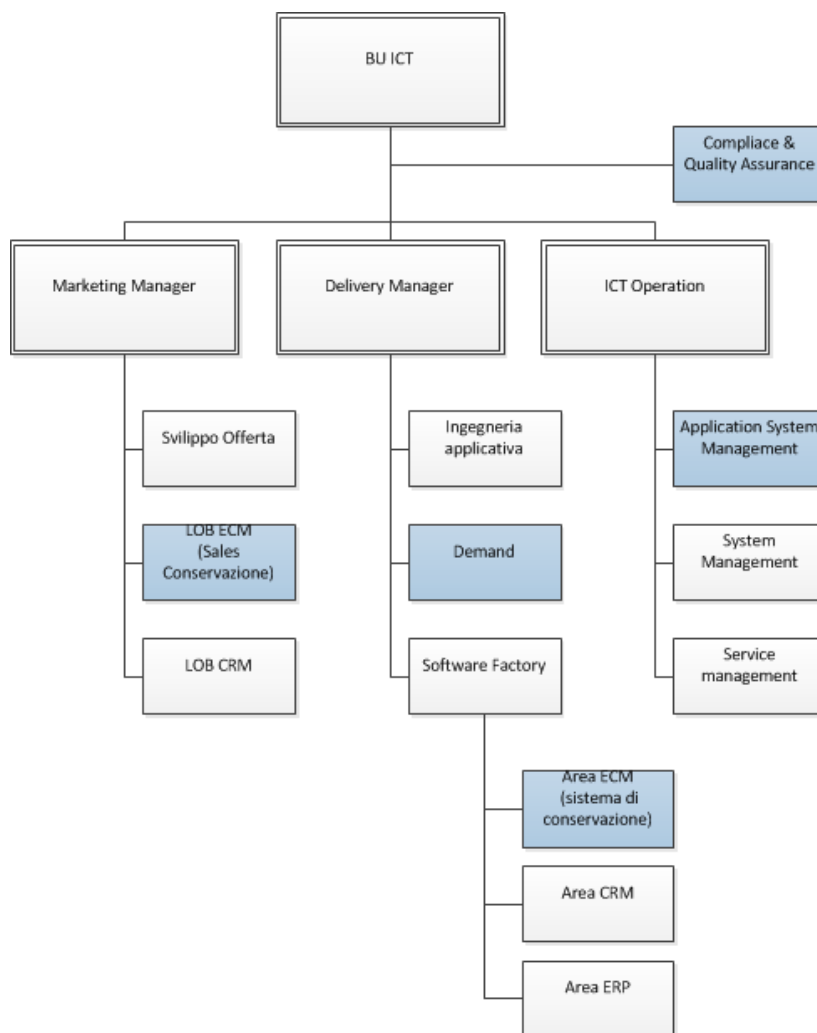 BU ICT
Compliace &
Quality Assurance
Marketing Manager
Delivery Manager
ICT Operation
Svilippo Offerta
Ingegneria
applicativa
Application System
Management
LOB ECM
(Sales
Conservazione)
Demand
System
Management
LOB CRM
Software Factory
Service
management
Area ECM
(sistema di
conservazione)
Area CRM
Area ERP